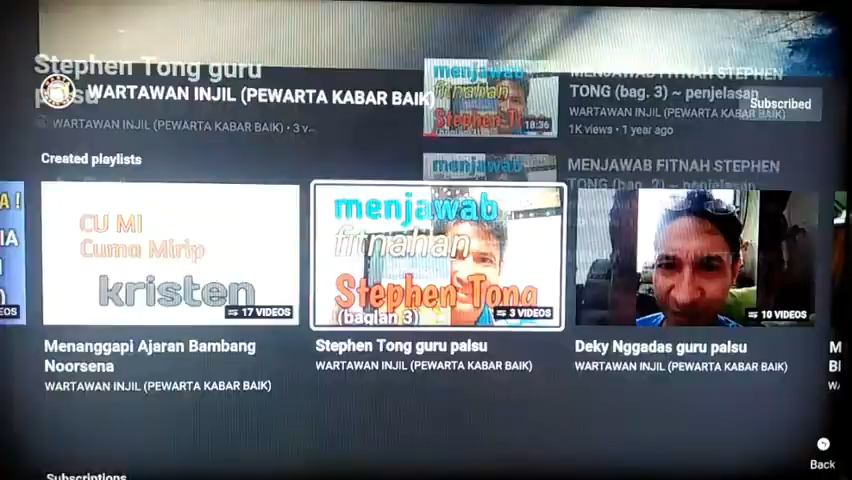 Stephen Tong guru
palsu
WARTAWAN INJIL (PEWARTA KABAR BAIK)
WARTAWAN INJIL (PEWARTA KABAR BAIK) • 3 v...
menjawab
fitnahan
Stephen T
18:36
MENJAWAB FITNAH STEPHEN
TONG (bag. 3) ~ penjelasan
WARTAWAN INJIL (PEWARTA KABAR BAIK)
1K views • 1 year ago
Subscribed
Created playlists
menjawab
MENJAWAB FITNAH STEPHEN
TONG (bag. 2) ~ penjelasan
A !
IA
I
)
EOS
CU MI
Cuma Mirip
kristen
17 VIDEOS
menjawab
fitnahan
Stephen Tong
(bagian 3)
3 VIDEOS
10 VIDEOS
Menanggapi Ajaran Bambang
Noorsena
WARTAWAN INJIL (PEWARTA KABAR BAIK)
Stephen Tong guru palsu
WARTAWAN INJIL (PEWARTA KABAR BAIK)
Deky Nggadas guru palsu
WARTAWAN INJIL (PEWARTA KABAR BAIK)
M
BI
W
Back
Subscriptions